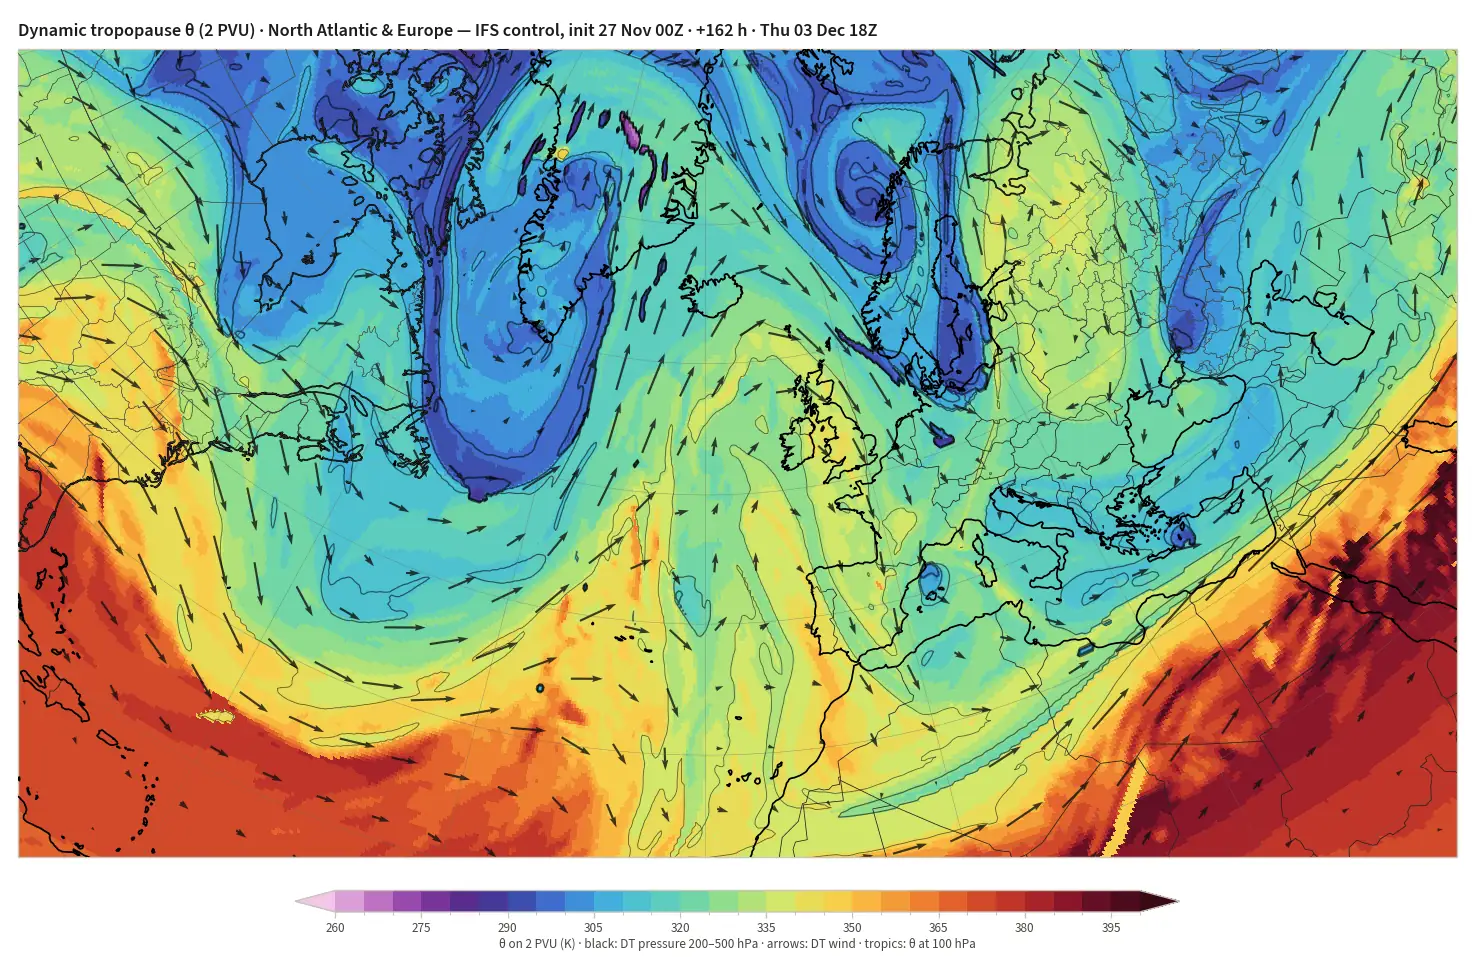 Dynamic tropopause θ (2 PVU) · North Atlantic & Europe — IFS control, init 27 Nov 00Z · +162 h · Thu 03 Dec 18Z
260 275 290 305 320 335 350 365 380 395
θ on 2 PVU (K) · black: DT pressure 200–500 hPa · arrows: DT wind · tropics: θ at 100 hPa